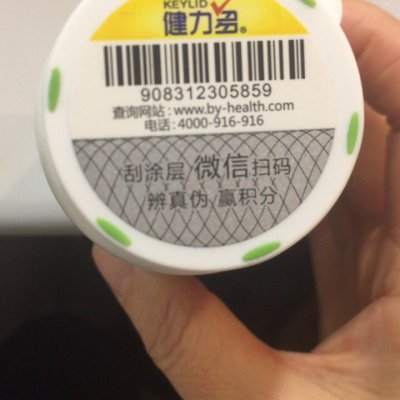 KEYLID
健力多®
908312305859
查询网站:www.by-health.com
电话:4000-916-916
刮涂层/微信扫码
辨真伪 赢积分